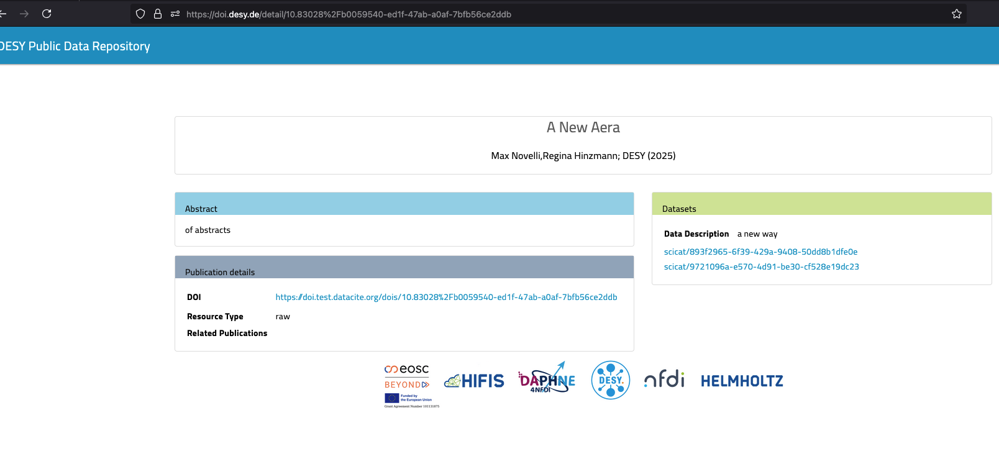 https://doi.desy.de/detail/10.83028%2Fb0059540-ed1f-47ab-a0af-7bfb56ce2ddb
DESY Public Data Repository
A New Aera
Max Novelli,Regina Hinzmann; DESY (2025)
Abstract
of abstracts
Publication details
DOI https://doi.test.datacite.org/dois/10.83028%2Fb0059540-ed1f-47ab-a0af-7bfb56ce2ddb
Resource Type raw
Related Publications
Datasets
Data Description a new way
scicat/893f2965-6f39-429a-9408-50dd8b1dfe0e
scicat/9721096a-e570-4d91-be30-cf528e19dc23
eosc
BEYOND
Funded by
the European Union
Grant Agreement Number 101131875
HIFIS
DAPHNE
4NFDI
DESY.
nfdi
HELMHOLTZ